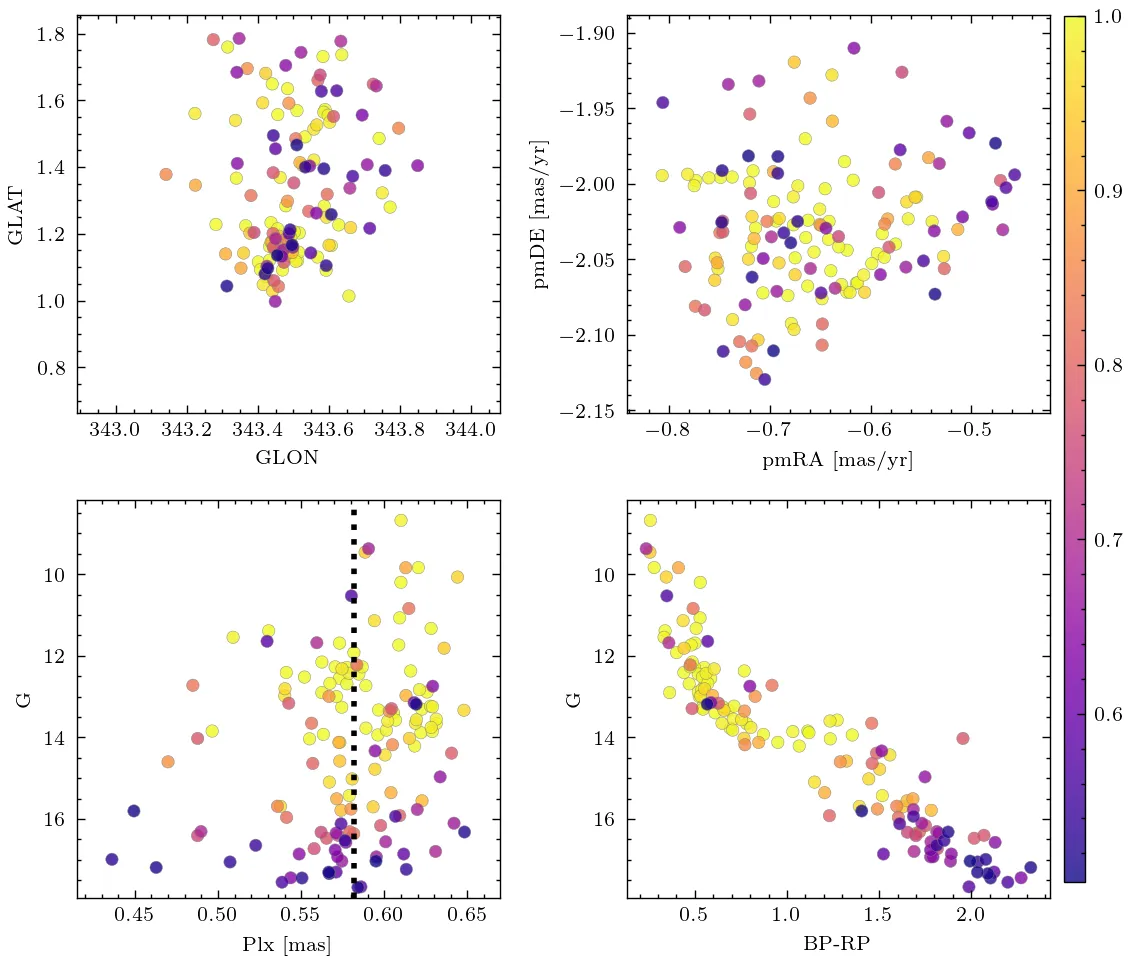 1.8
1.6
1.4
1.2
1.0
0.8
GLAT
343.0 343.2 343.4 343.6 343.8 344.0
GLON
−1.90
−1.95
−2.00
−2.05
−2.10
−2.15
pmDE [mas/yr]
−0.8 −0.7 −0.6 −0.5
pmRA [mas/yr]
1.0
0.9
0.8
0.7
0.6
10
12
14
16
G
0.45 0.50 0.55 0.60 0.65
Plx [mas]
10
12
14
16
G
0.5 1.0 1.5 2.0
BP-RP